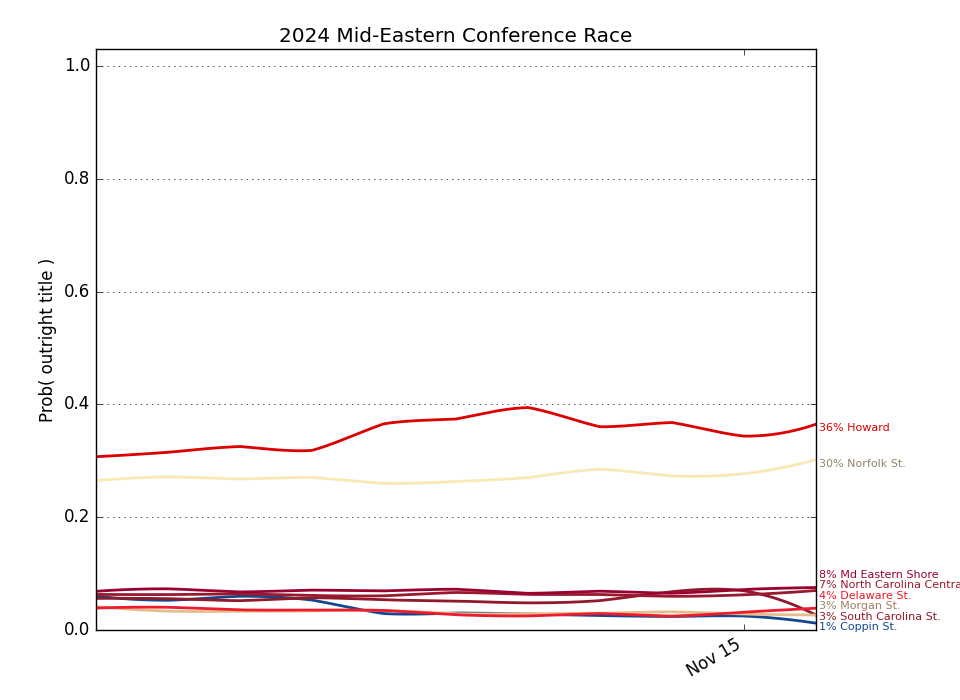 2024 Mid-Eastern Conference Race
1.0
0.8
0.6
0.4
0.2
0.0
Prob( outright title )
Nov 15
36% Howard
30% Norfolk St.
8% Md Eastern Shore
7% North Carolina Centra
4% Delaware St.
3% Morgan St.
3% South Carolina St.
1% Coppin St.